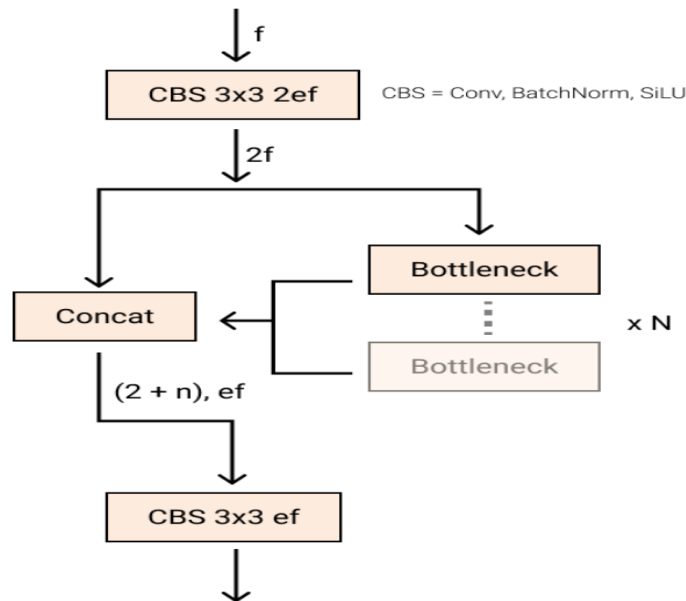 f
CBS 3x3 2ef
CBS = Conv, BatchNorm, SiLU
2f
Bottleneck
Concat
x N
Bottleneck
(2 + n), ef
CBS 3x3 ef